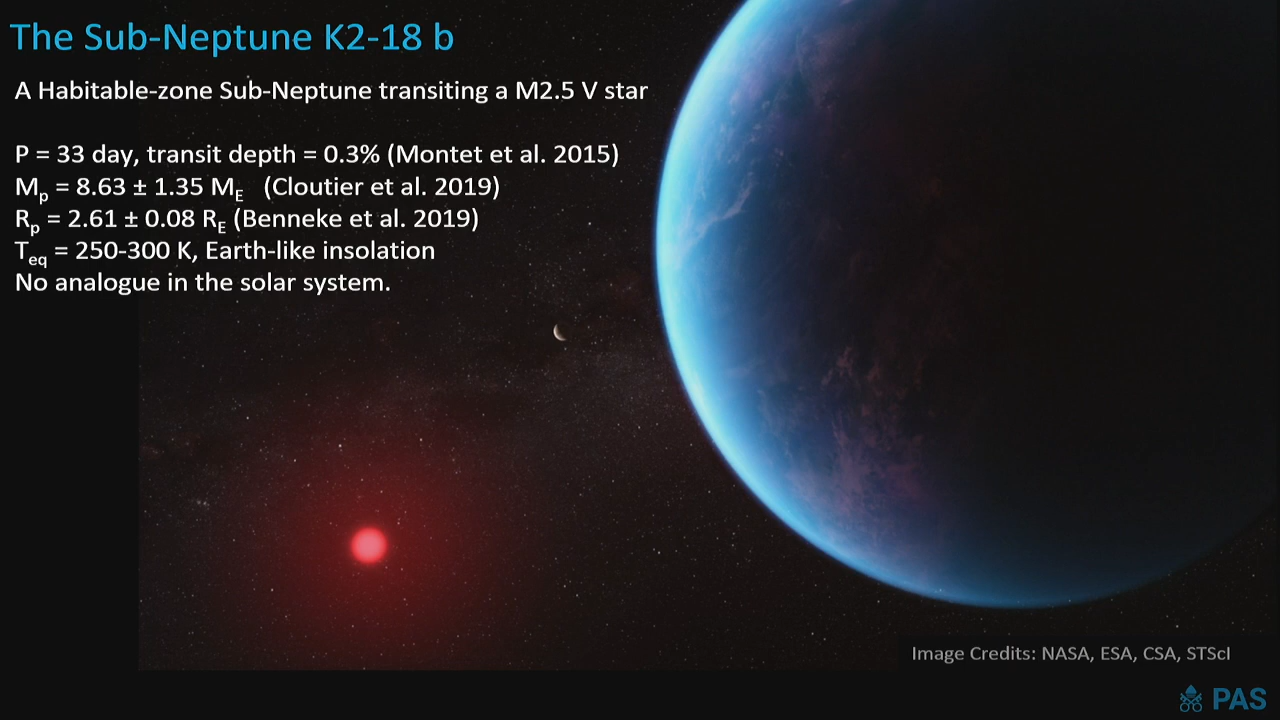 The Sub-Neptune K2-18 b
A Habitable-zone Sub-Neptune transiting a M2.5 V star
P = 33 day, transit depth = 0.3% (Montet et al. 2015)
Mp = 8.63 ± 1.35 ME (Cloutier et al. 2019)
Rp = 2.61 ± 0.08 RE (Benneke et al. 2019)
Teq = 250-300 K, Earth-like insolation
No analogue in the solar system.
Image Credits: NASA, ESA, CSA, STScI
PAS